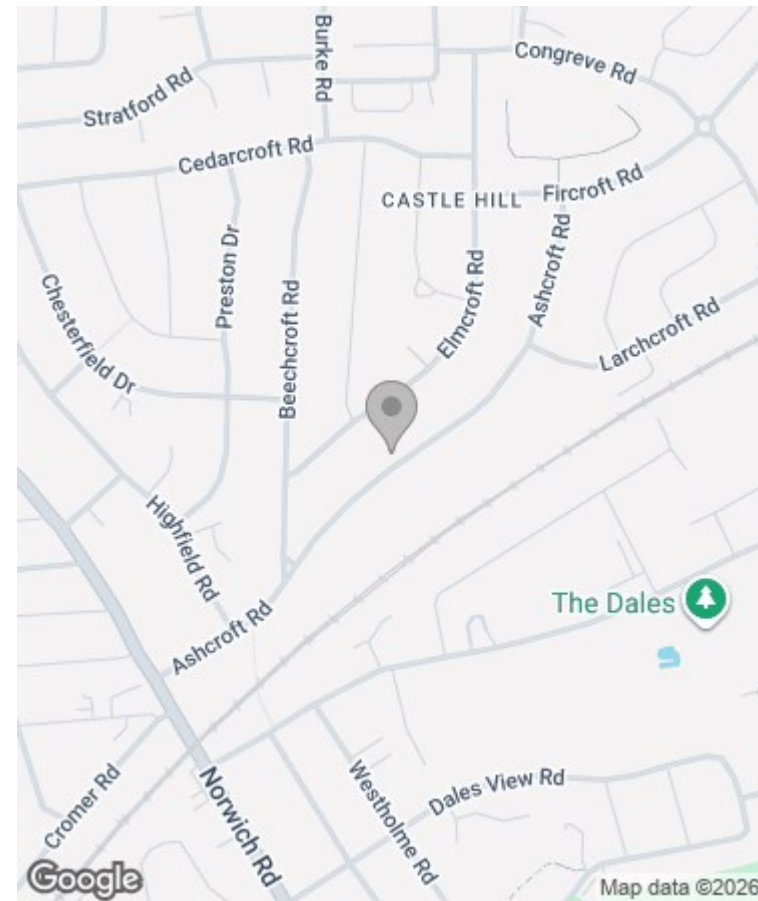 Burke Rd
Congreve Rd
Stratford Rd
Cedarcroft Rd
CASTLE HILL
Fircroft Rd
Preston Dr
Beechcroft Rd
Elmcroft Rd
Ashcroft Rd
Chesterfield Dr
Larchcroft Rd
Highfield Rd
The Dales
Ashcroft Rd
Cromer Rd
Norwich Rd
Westholme Rd
Dales View Rd
Google
Map data ©2026